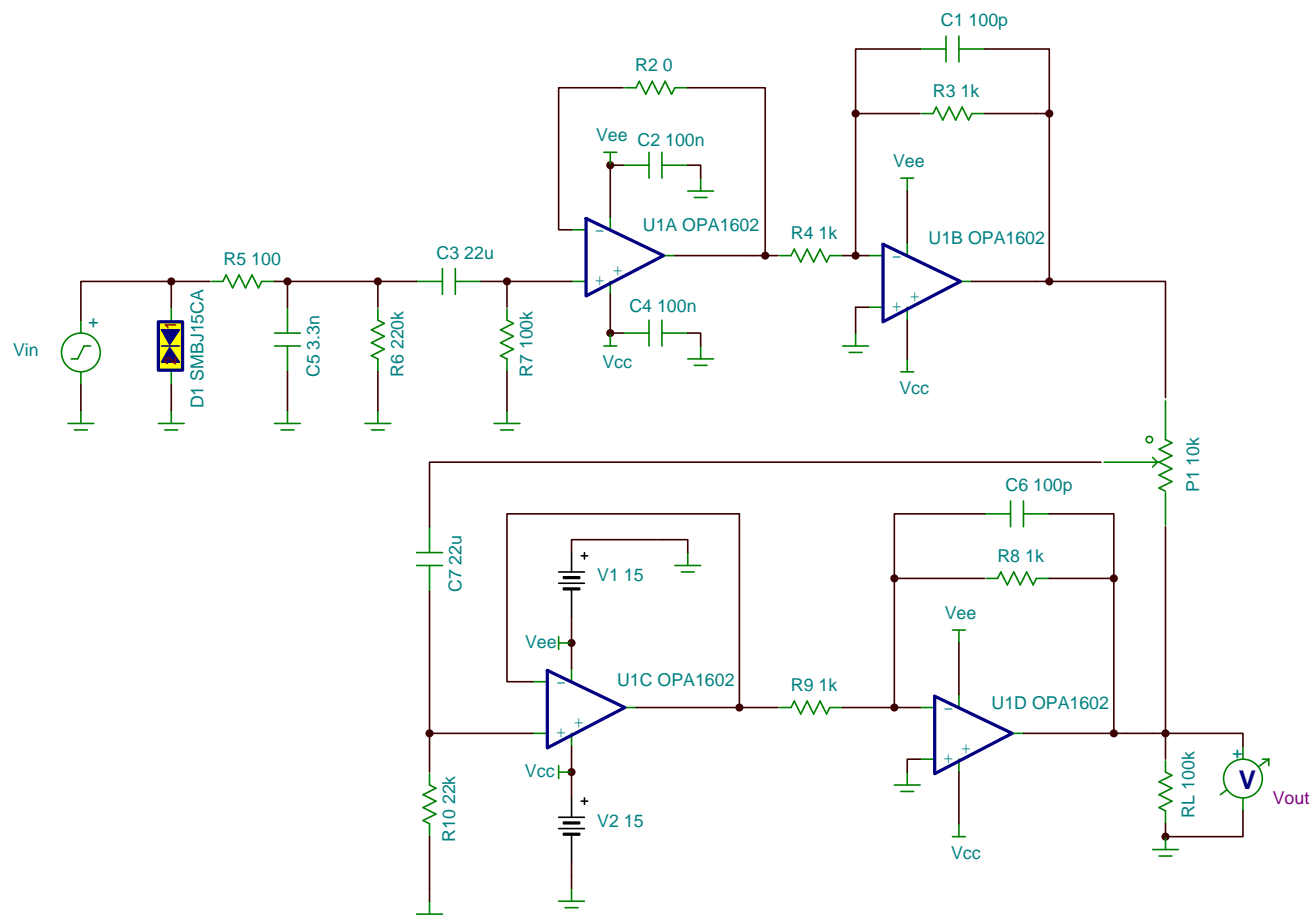 C1 100p
R2 0
R3 1k
Vee
C2 100n
Vee
U1A OPA1602
R4 1k
U1B OPA1602
R5 100
C3 22u
C4 100n
Vcc
Vcc
Vin
+
D1 SMBJ15CA
C5 3.3n
R6 220k
R7 100k
P1 10k
C6 100p
R8 1k
C7 22u
+
V1 15
Vee
Vee
U1C OPA1602
R9 1k
U1D OPA1602
Vcc
+
V2 15
R10 22k
Vcc
RL 100k
+
V
Vout